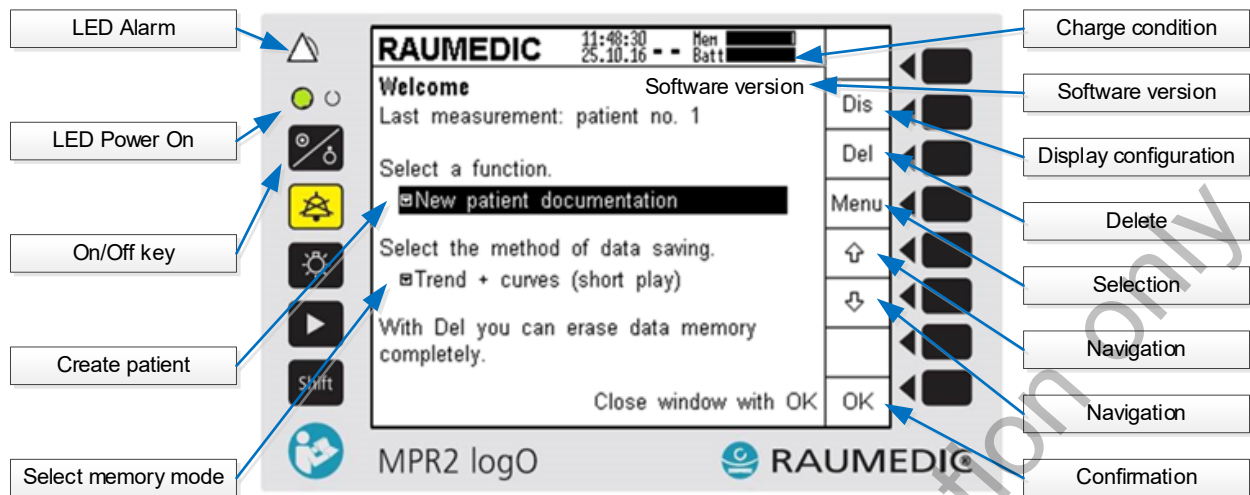 LED Alarm
LED Power On
On/Off key
Create patient
Select memory mode
Shift
RAUMEDIC 11:48:30 25.10.16 - - Mem Batt
Welcome Software version
Last measurement: patient no. 1
Select a function.
New patient documentation
Select the method of data saving.
Trend + curves (short play)
With Del you can erase data memory
completely.
Close window with OK
Dis
Del
Menu
OK
MPR2 logO RAUMEDIC
Charge condition
Software version
Display configuration
Delete
Selection
Navigation
Navigation
Confirmation
tion only